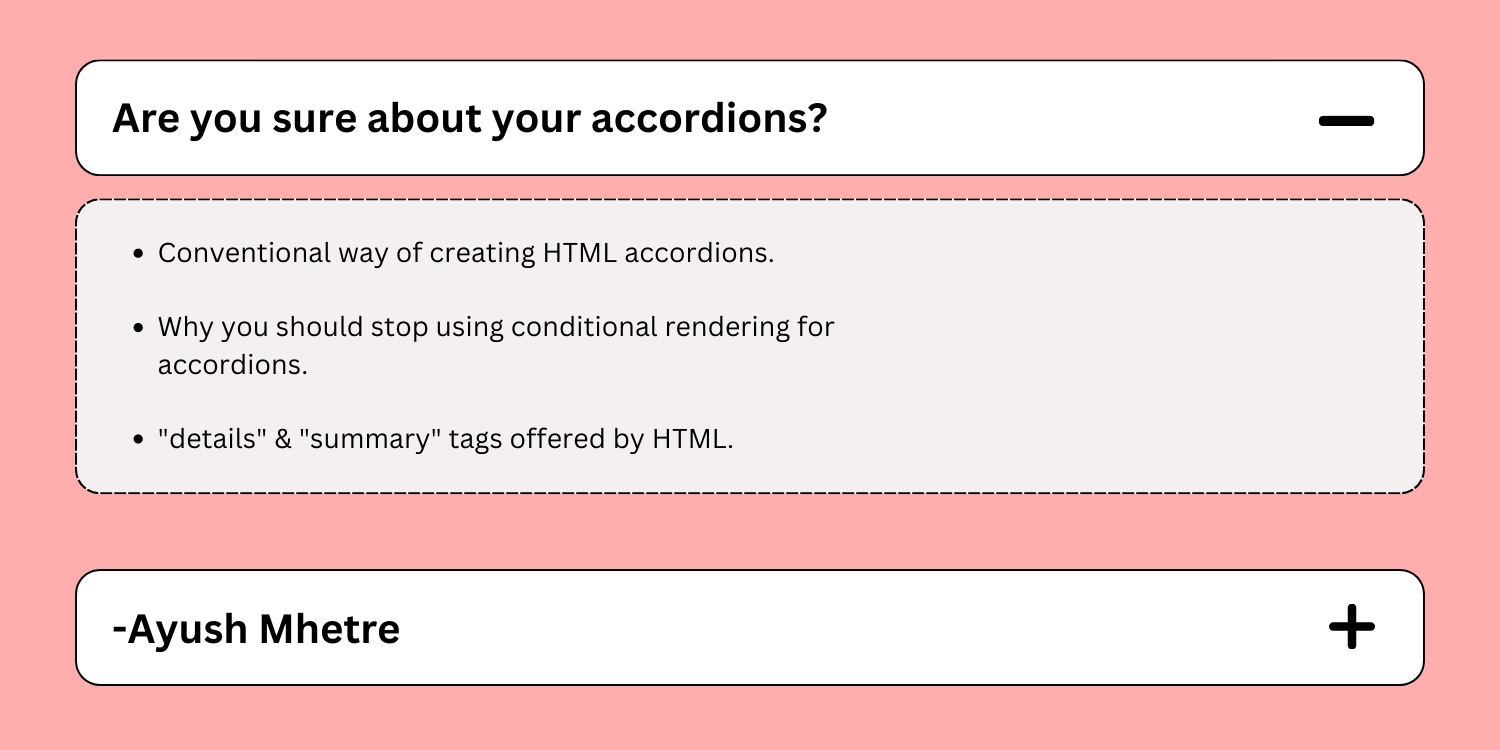 Are you sure about your accordions?
• Conventional way of creating HTML accordions.
• Why you should stop using conditional rendering for
accordions.
• "details" & "summary" tags offered by HTML.
-Ayush Mhetre